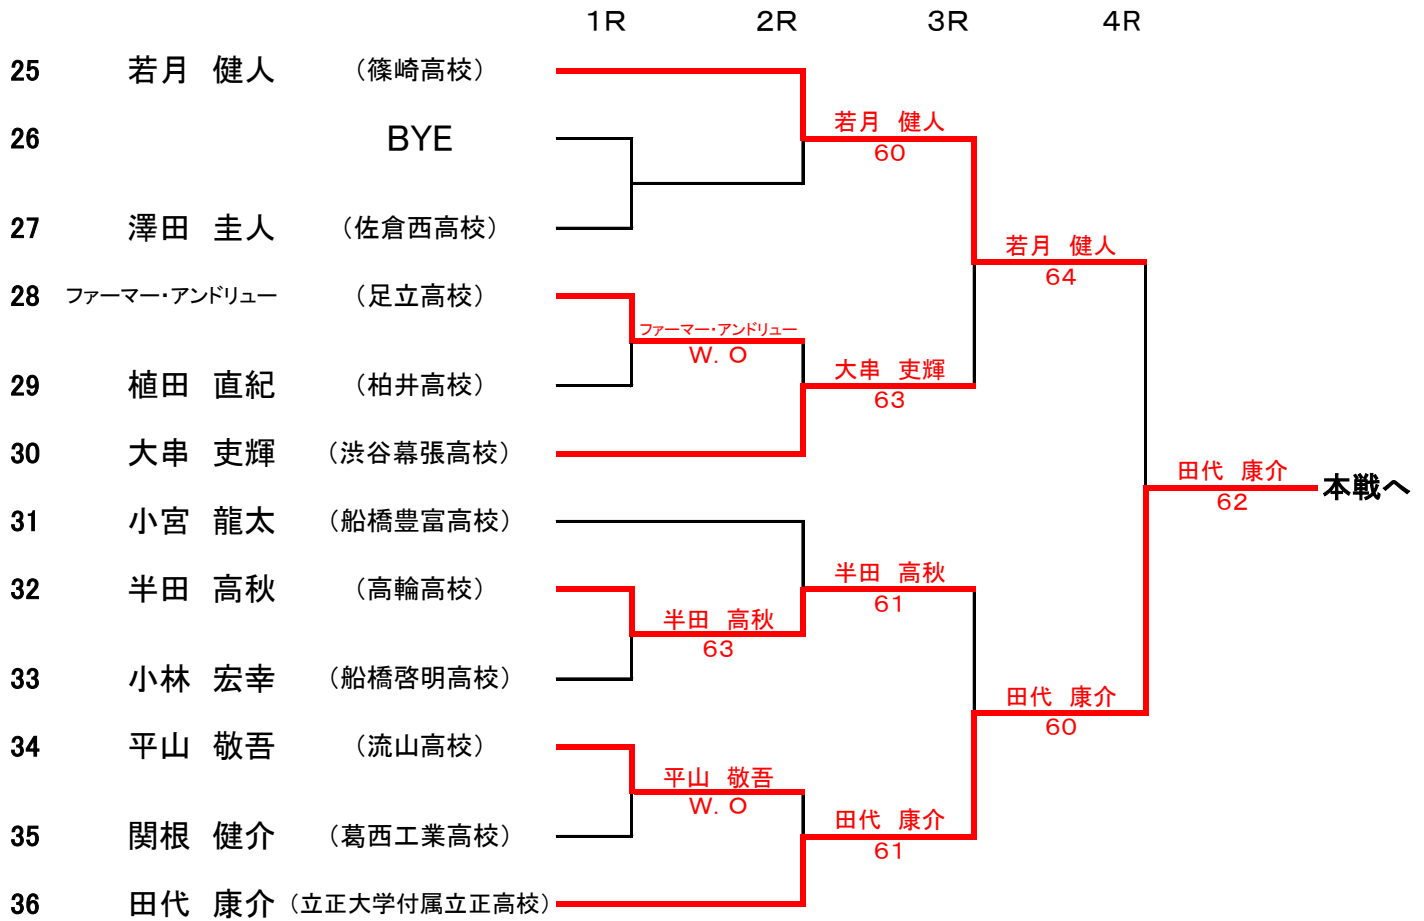 1R 2R 3R 4R
25 若月 健人 (篠崎高校)
若月 健人
26 BYE
60
27 澤田 圭人 (佐倉西高校)
若月 健人
64
28 ファーマー・アンドリュー (足立高校)
ファーマー・アンドリュー
W. O
大串 吏輝
29 植田 直紀 (柏井高校)
63
30 大串 吏輝 (渋谷幕張高校)
田代 康介
本戦へ
62
31 小宮 龍太 (船橋豊富高校)
半田 高秋
32 半田 高秋 (高輪高校)
61
半田 高秋
63
33 小林 宏幸 (船橋啓明高校)
田代 康介
60
34 平山 敬吾 (流山高校)
平山 敬吾
W. O
田代 康介
35 関根 健介 (葛西工業高校)
61
36 田代 康介 (立正大学付属立正高校)